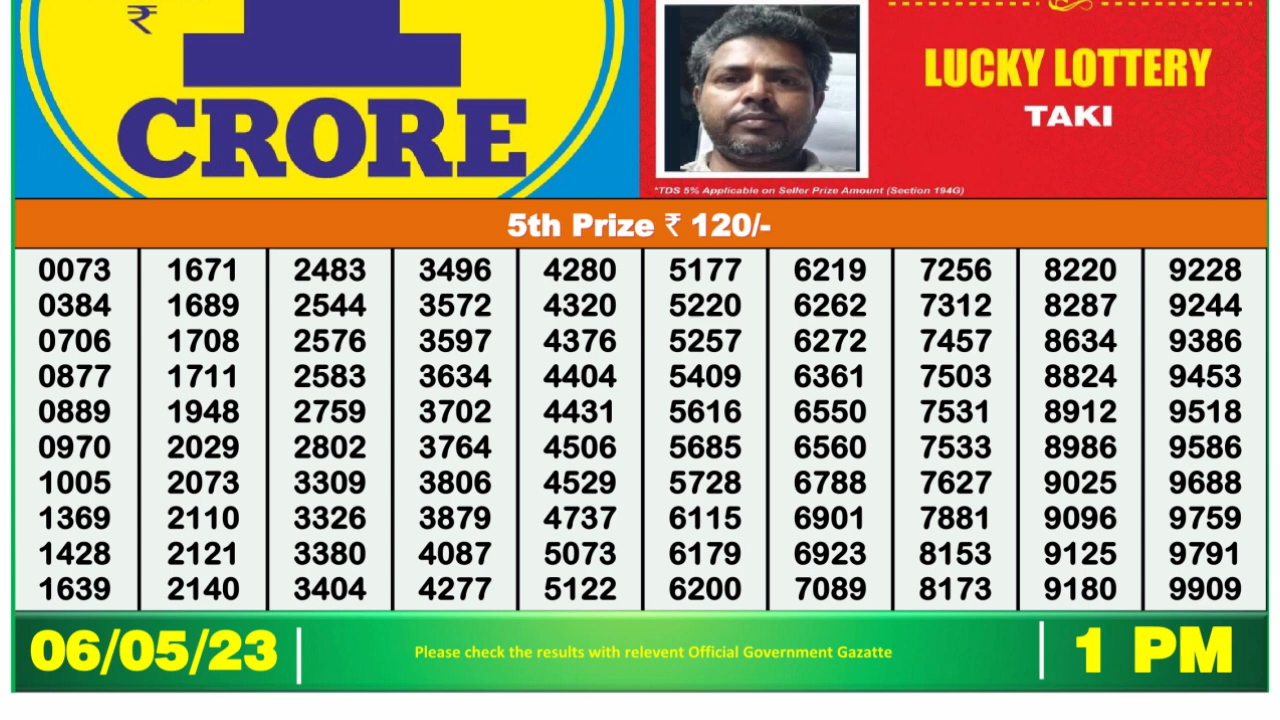 ₹
1
CRORE
LUCKY LOTTERY
TAKI
*TDS 5% Applicable on Seller Prize Amount (Section 194G)
5th Prize ₹ 120/-
0073 1671 2483 3496 4280 5177 6219 7256 8220 9228
0384 1689 2544 3572 4320 5220 6262 7312 8287 9244
0706 1708 2576 3597 4376 5257 6272 7457 8634 9386
0877 1711 2583 3634 4404 5409 6361 7503 8824 9453
0889 1948 2759 3702 4431 5616 6550 7531 8912 9518
0970 2029 2802 3764 4506 5685 6560 7533 8986 9586
1005 2073 3309 3806 4529 5728 6788 7627 9025 9688
1369 2110 3326 3879 4737 6115 6901 7881 9096 9759
1428 2121 3380 4087 5073 6179 6923 8153 9125 9791
1639 2140 3404 4277 5122 6200 7089 8173 9180 9909
06/05/23 Please check the results with relevent Official Government Gazatte 1 PM